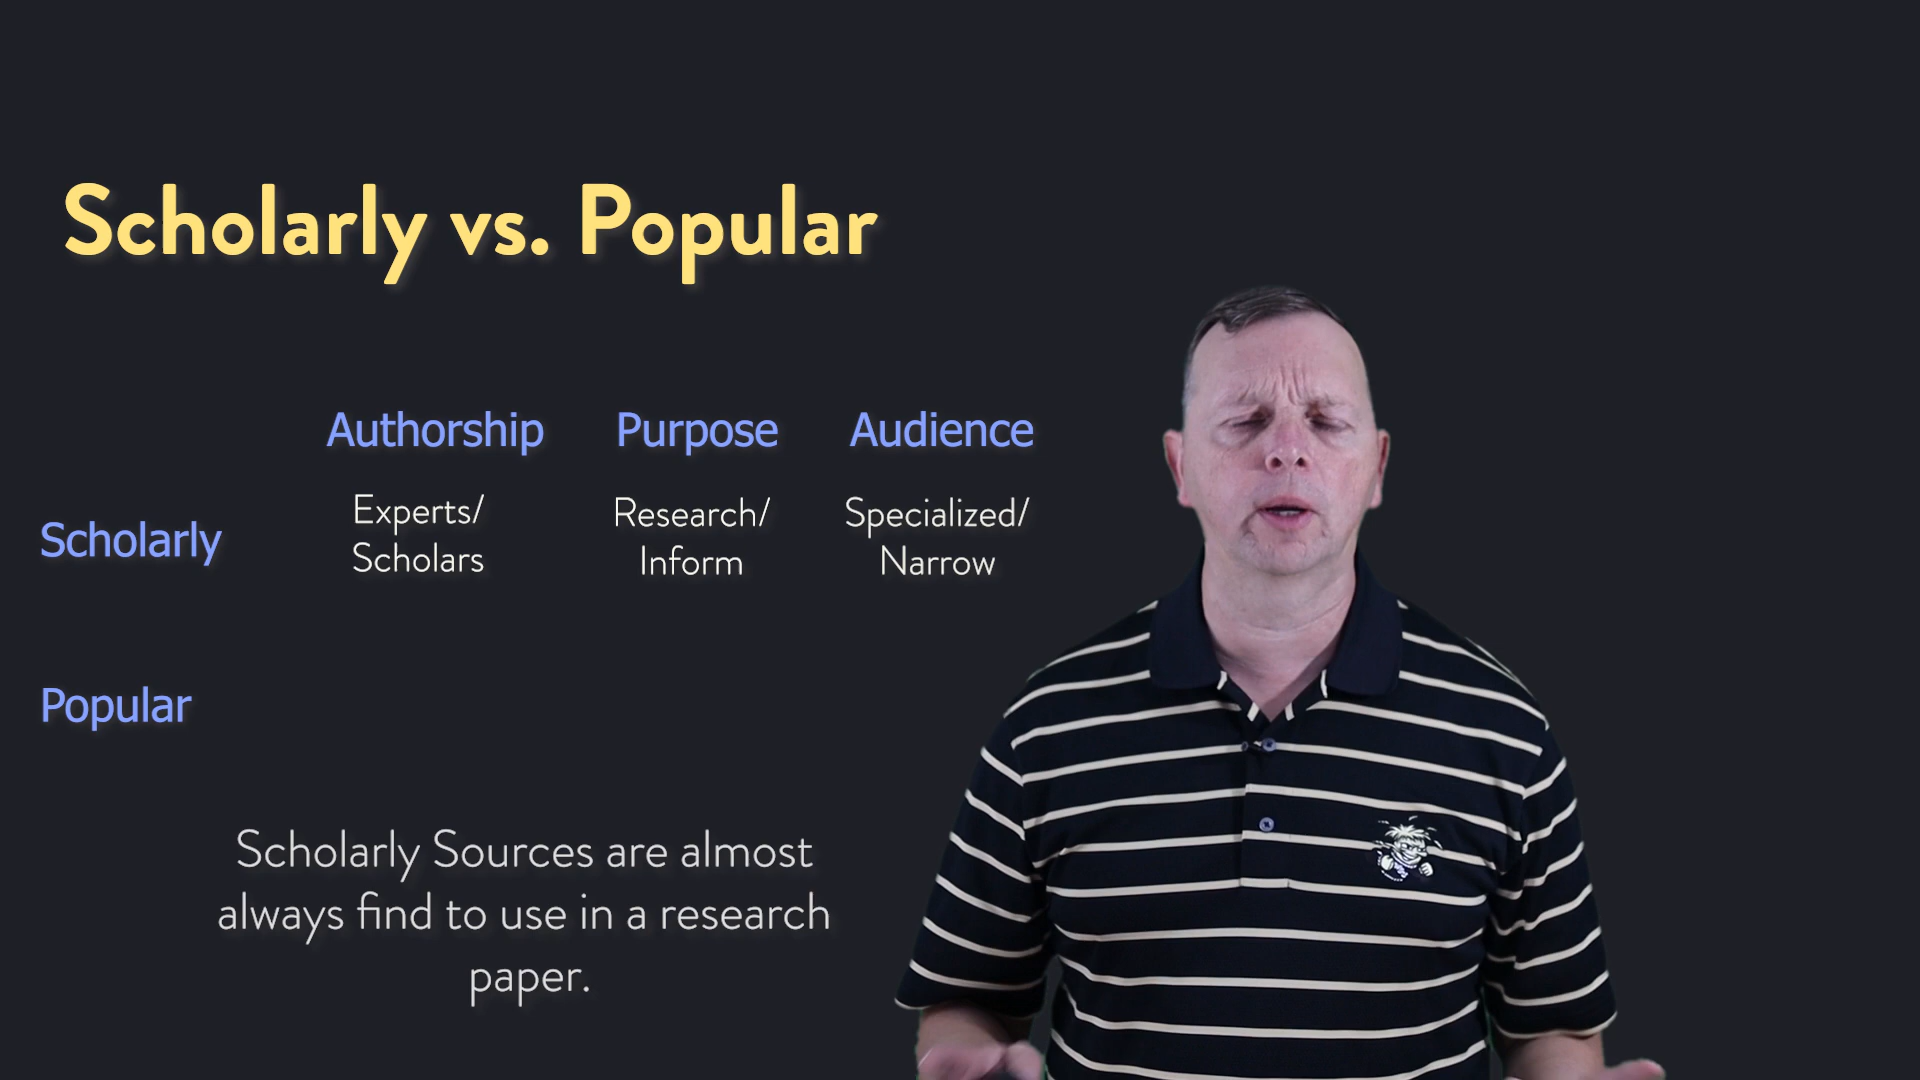 Scholarly vs. Popular
Authorship Purpose Audience
Scholarly
Experts/
Scholars
Research/
Inform
Specialized/
Narrow
Popular
Scholarly Sources are almost
always find to use in a research
paper.